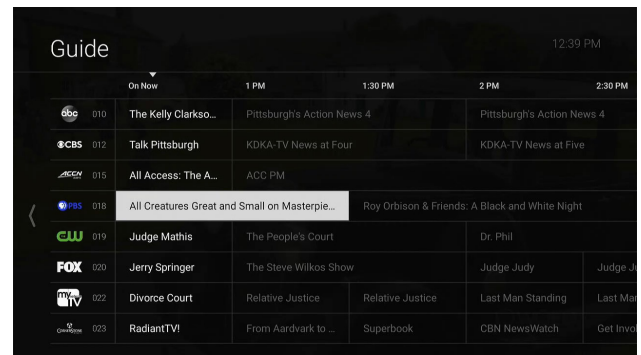 Guide
12:39 PM
On Now 1 PM 1:30 PM 2 PM 2:30 PM
abc 010 The Kelly Clarkso... Pittsburgh's Action News 4 Pittsburgh's Action News 4
CBS 012 Talk Pittsburgh KDKA-TV News at Four KDKA-TV News at Five
ACCN 015 All Access: The A... ACC PM
PBS 018 All Creatures Great and Small on Masterpie... Roy Orbison & Friends: A Black and White Night
CW 019 Judge Mathis The People's Court Dr. Phil
FOX 020 Jerry Springer The Steve Wilkos Show Judge Judy Judge Ju
my TV 022 Divorce Court Relative Justice Relative Justice Last Man Standing Last Man
Cornerstone 023 RadiantTV! From Aardvark to ... Superbook CBN NewsWatch Get Invol